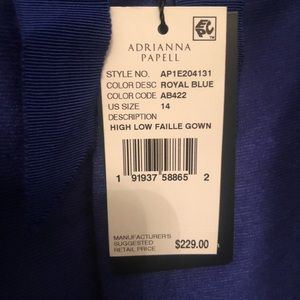 ADRIANNA
PAPELL
STYLE NO. AP1E204131
COLOR DESC ROYAL BLUE
COLOR CODE AB422
US SIZE 14
DESCRIPTION
HIGH LOW FAILLE GOWN
1 91937 58865 2
MANUFACTURER'S
SUGGESTED
RETAIL PRICE $229.00